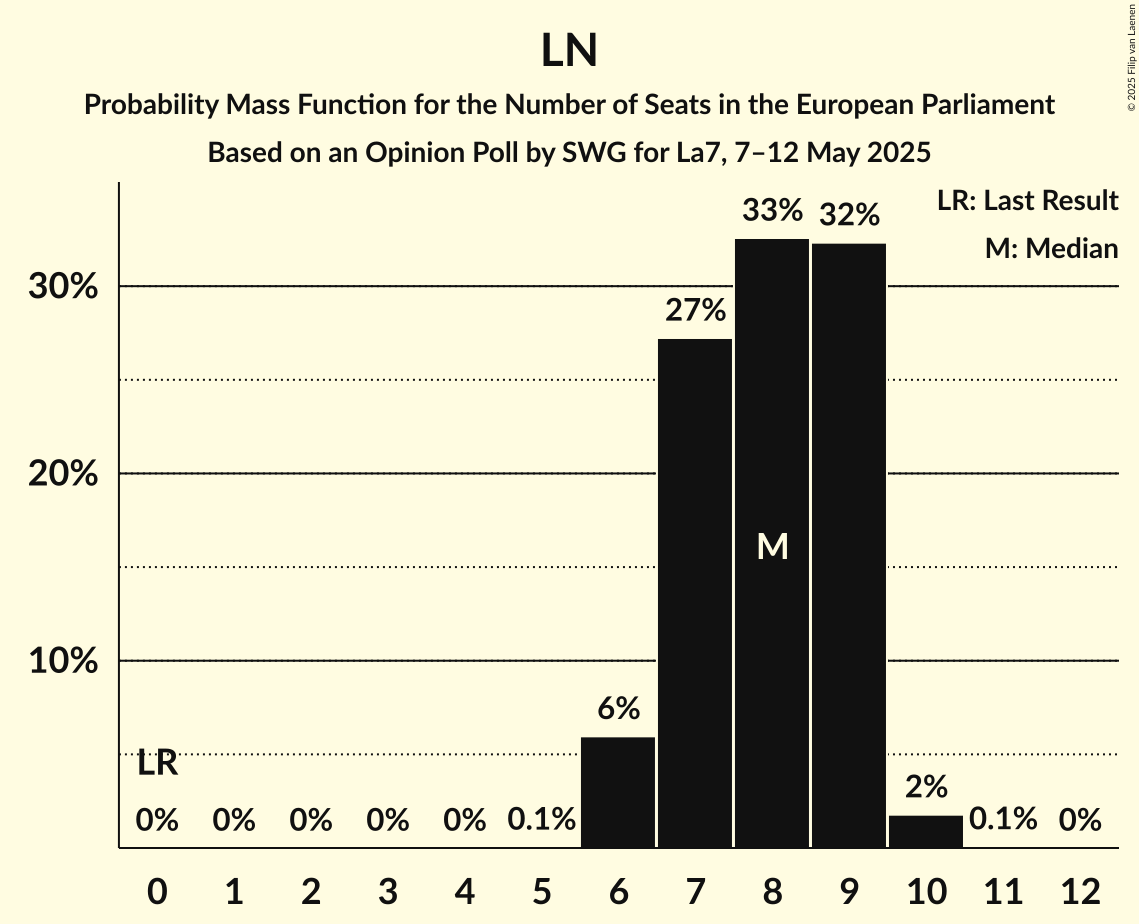 LN
Probability Mass Function for the Number of Seats in the European Parliament
Based on an Opinion Poll by SWG for La7, 7–12 May 2025
© 2025 Filip van Laenen
LR: Last Result
M: Median
33%
32%
30%
27%
20%
M
10%
6%
LR
2%
0%
0%
0%
0%
0%
0.1%
0.1%
0%
0 1 2 3 4 5 6 7 8 9 10 11 12